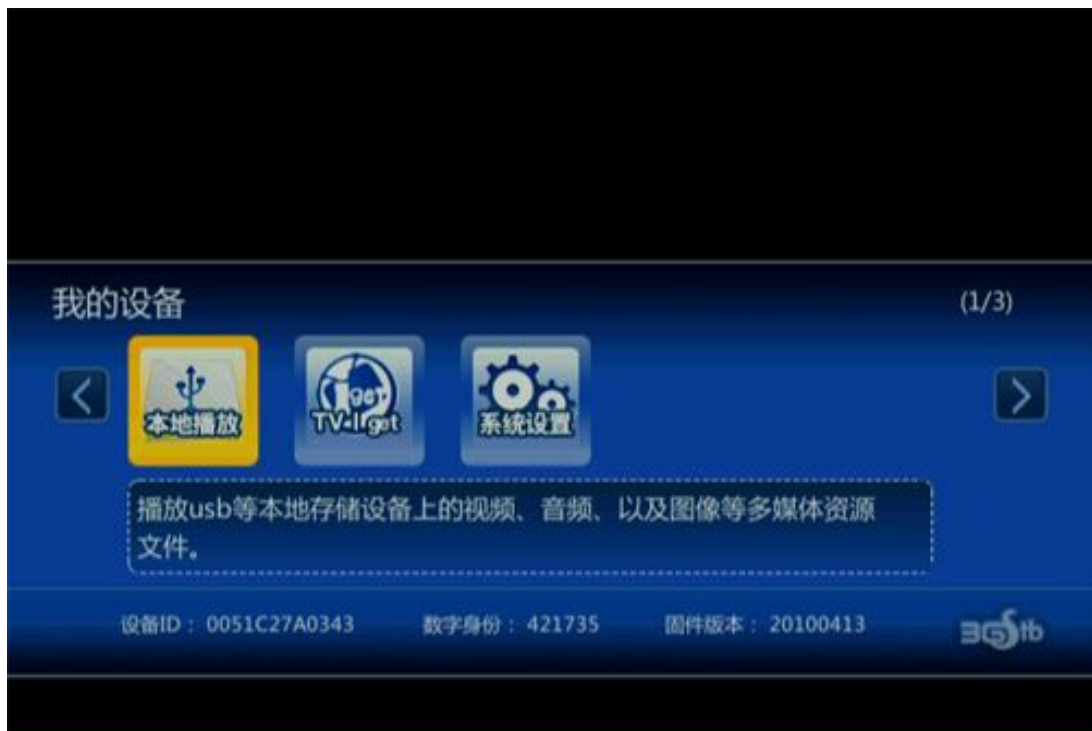 我的设备
(1/3)
本地播放
TV-I get
系统设置
播放usb等本地存储设备上的视频、音频、以及图像等多媒体资源
文件。
设备ID： 0051C27A0343 数字身份： 421735 固件版本： 20100413
3GStb